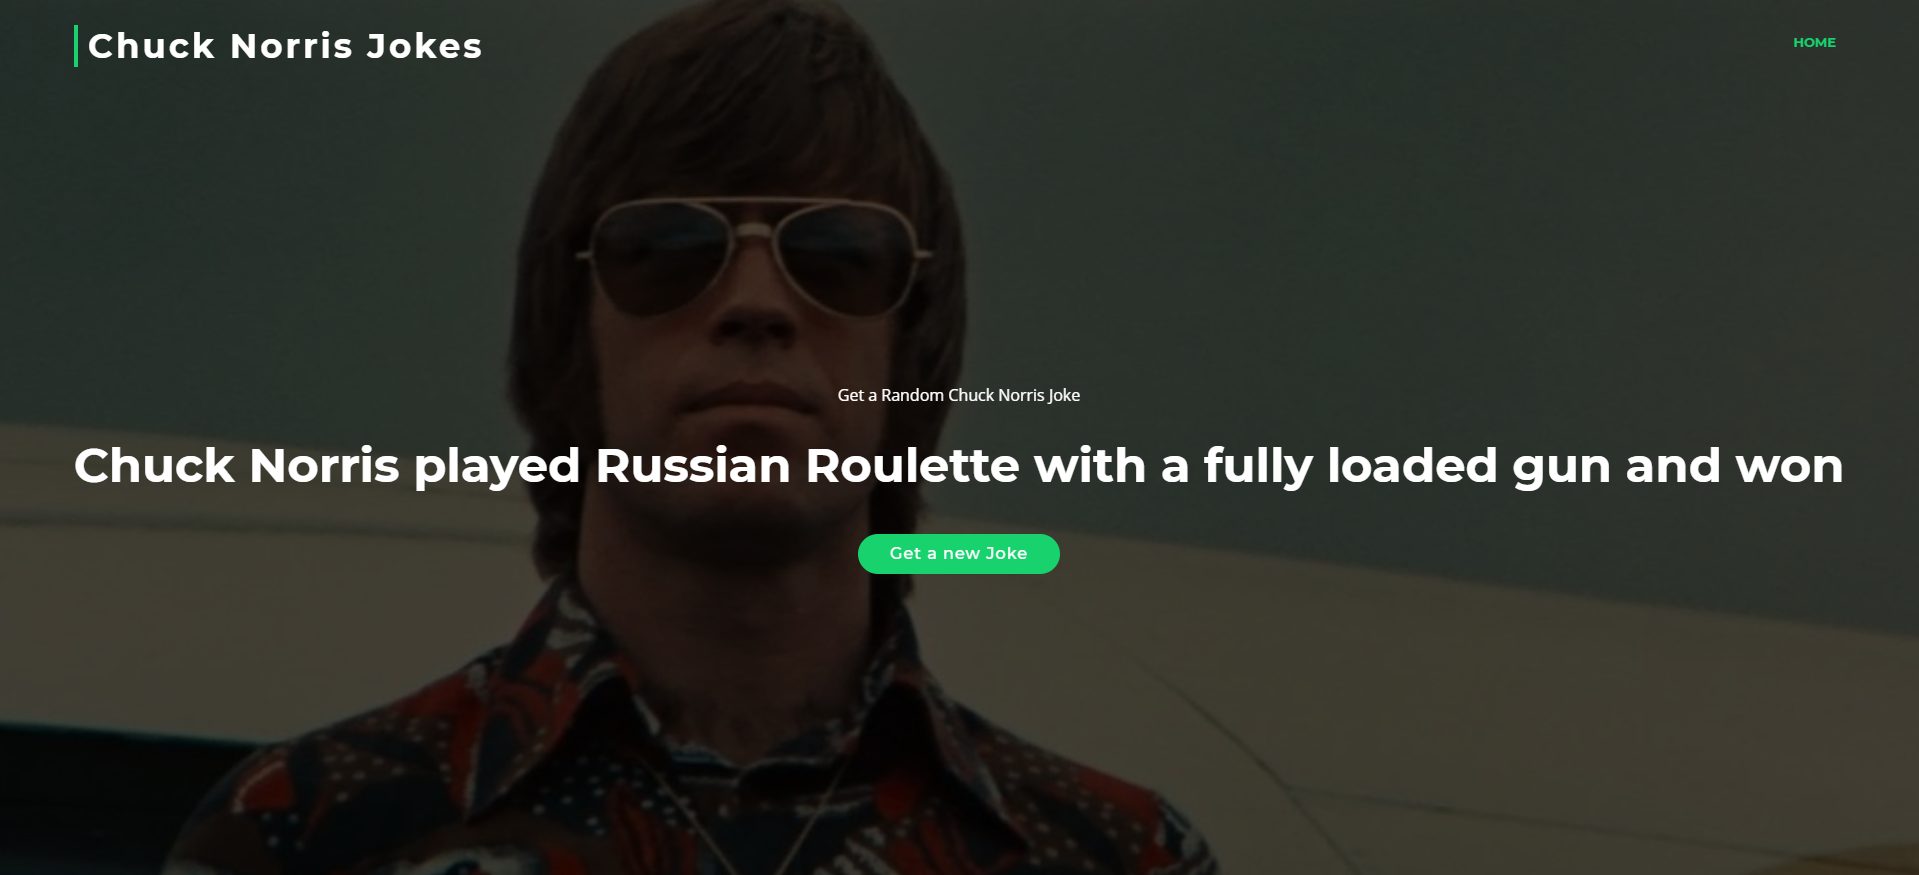 Chuck Norris Jokes
HOME
Get a Random Chuck Norris Joke
Chuck Norris played Russian Roulette with a fully loaded gun and won
Get a new Joke